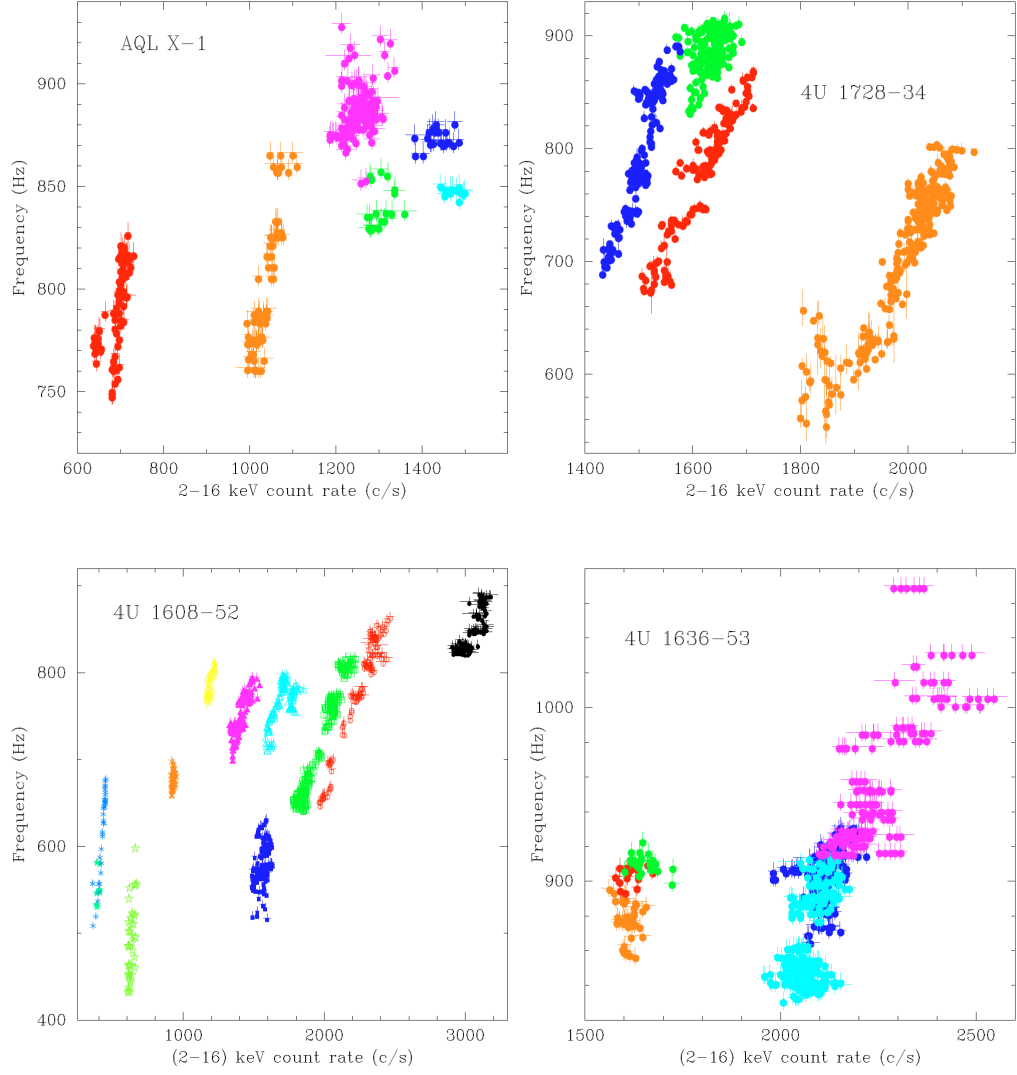 AQL X-1
900
850
800
750
Frequency (Hz)
600
800
1000
1200
1400
2-16 keV count rate (c/s)
4U 1728-34
900
800
700
600
Frequency (Hz)
1400
1600
1800
2000
2-16 keV count rate (c/s)
4U 1608-52
800
600
400
Frequency (Hz)
1000
2000
3000
(2-16) keV count rate (c/s)
4U 1636-53
1000
900
Frequency (Hz)
1500
2000
2500
(2-16) keV count rate (c/s)